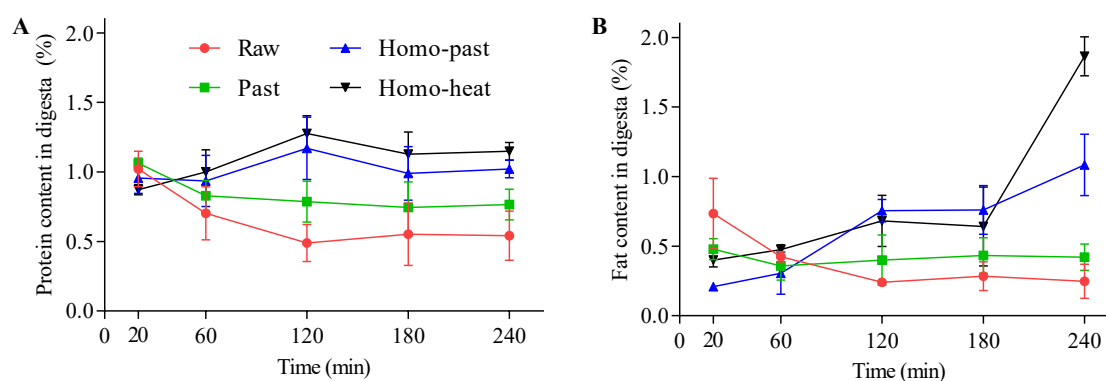 A
Protein content in digesta (%)
2.0
1.5
1.0
0.5
0.0
Raw
Homo-past
Past
Homo-heat
0 20 60 120 180 240
Time (min)
B
Fat content in digesta (%)
2.0
1.5
1.0
0.5
0.0
0 20 60 120 180 240
Time (min)